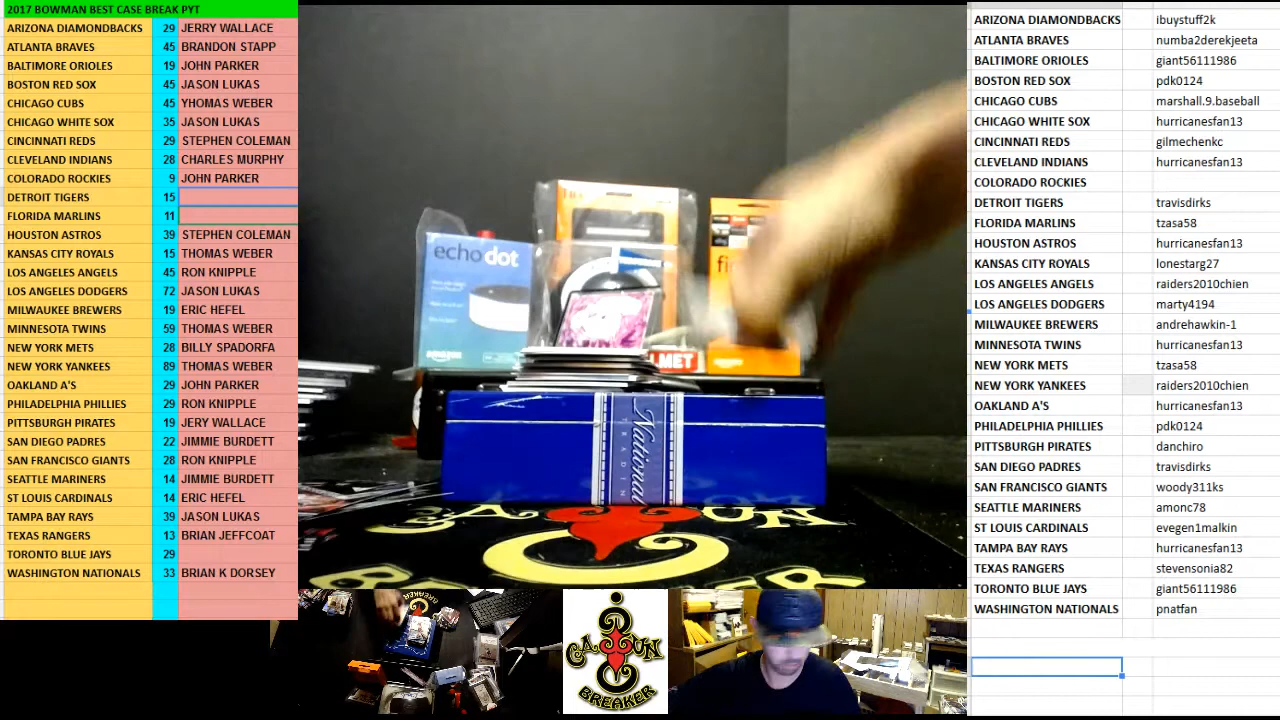 2017 BOWMAN BEST CASE BREAK PYT
ARIZONA DIAMONDBACKS 29 JERRY WALLACE
ATLANTA BRAVES 45 BRANDON STAPP
BALTIMORE ORIOLES 19 JOHN PARKER
BOSTON RED SOX 45 JASON LUKAS
CHICAGO CUBS 45 YHOMAS WEBER
CHICAGO WHITE SOX 35 JASON LUKAS
CINCINNATI REDS 29 STEPHEN COLEMAN
CLEVELAND INDIANS 28 CHARLES MURPHY
COLORADO ROCKIES 9 JOHN PARKER
DETROIT TIGERS 15
FLORIDA MARLINS 11
HOUSTON ASTROS 39 STEPHEN COLEMAN
KANSAS CITY ROYALS 15 THOMAS WEBER
LOS ANGELES ANGELS 45 RON KNIPPLE
LOS ANGELES DODGERS 72 JASON LUKAS
MILWAUKEE BREWERS 19 ERIC HEFEL
MINNESOTA TWINS 59 THOMAS WEBER
NEW YORK METS 28 BILLY SPADORFA
NEW YORK YANKEES 89 THOMAS WEBER
OAKLAND A'S 29 JOHN PARKER
PHILADELPHIA PHILLIES 29 RON KNIPPLE
PITTSBURGH PIRATES 19 JERY WALLACE
SAN DIEGO PADRES 22 JIMMIE BURDETT
SAN FRANCISCO GIANTS 28 RON KNIPPLE
SEATTLE MARINERS 14 JIMMIE BURDETT
ST LOUIS CARDINALS 14 ERIC HEFEL
TAMPA BAY RAYS 39 JASON LUKAS
TEXAS RANGERS 13 BRIAN JEFFCOAT
TORONTO BLUE JAYS 29
WASHINGTON NATIONALS 33 BRIAN K DORSEY
echo dot
amazon
fi
LMET
National
TRADIN
CAJUN
BREAKER
ARIZONA DIAMONDBACKS ibuystuff2k
ATLANTA BRAVES numba2derekjeeta
BALTIMORE ORIOLES giant56111986
BOSTON RED SOX pdk0124
CHICAGO CUBS marshall.9.baseball
CHICAGO WHITE SOX hurricanesfan13
CINCINNATI REDS gilmechenkc
CLEVELAND INDIANS hurricanesfan13
COLORADO ROCKIES
DETROIT TIGERS travisdirks
FLORIDA MARLINS tzasa58
HOUSTON ASTROS hurricanesfan13
KANSAS CITY ROYALS lonestarg27
LOS ANGELES ANGELS raiders2010chien
LOS ANGELES DODGERS marty4194
MILWAUKEE BREWERS andrehawkin-1
MINNESOTA TWINS hurricanesfan13
NEW YORK METS tzasa58
NEW YORK YANKEES raiders2010chien
OAKLAND A'S hurricanesfan13
PHILADELPHIA PHILLIES pdk0124
PITTSBURGH PIRATES danchiro
SAN DIEGO PADRES travisdirks
SAN FRANCISCO GIANTS woody311ks
SEATTLE MARINERS amonc78
ST LOUIS CARDINALS evegen1malkin
TAMPA BAY RAYS hurricanesfan13
TEXAS RANGERS stevensonia82
TORONTO BLUE JAYS giant56111986
WASHINGTON NATIONALS pnatfan